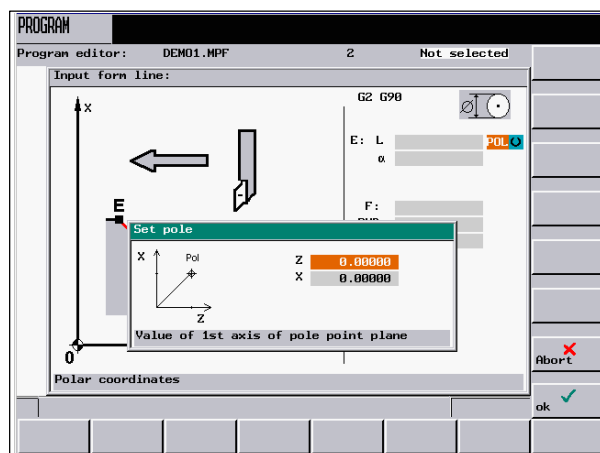 PROGRAM
Program editor: DEMO1.MPF 2 Not selected
Input form line:
X
G2 G90
E: L POL
α
E
F:
Set pole
X
Pol
Z 0.00000
X 0.00000
Z
Value of 1st axis of pole point plane
0
Abort
Polar coordinates
ok